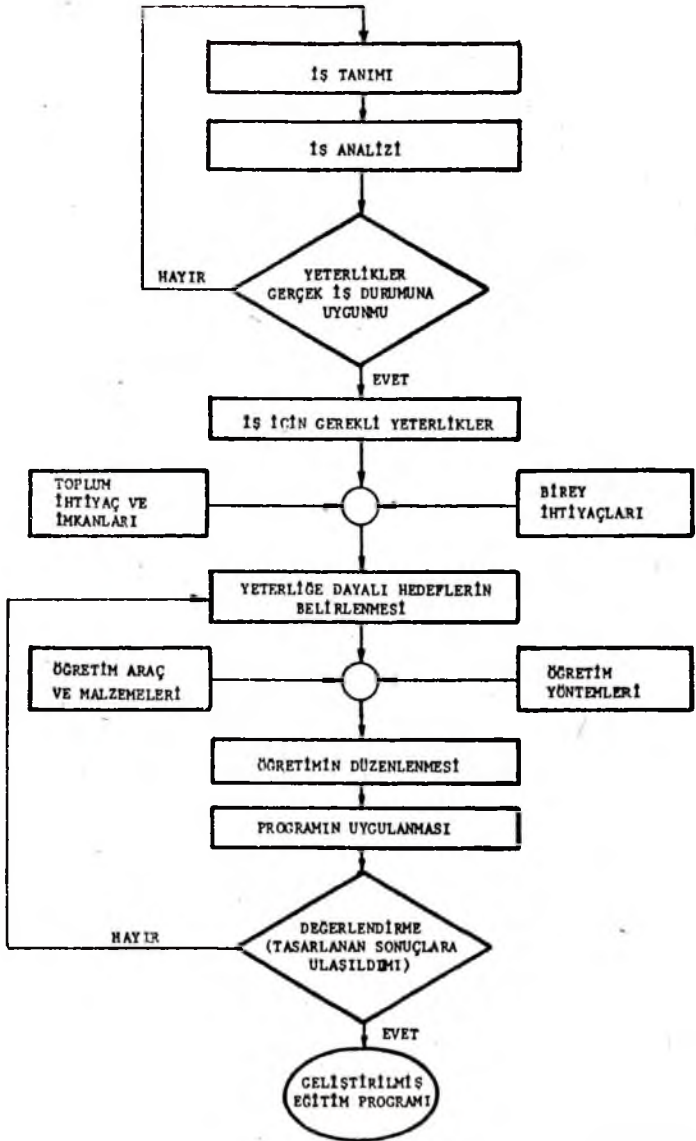 İŞ TANIMI
İŞ ANALİZİ
YETERLİKLER
GERÇEK İŞ DURUMUNA
UYGUNMU
HAYIR
EVET
İŞ İÇİN GEREKLİ YETERLİKLER
TOPLUM
İHTİYAÇ VE
İMKANLARI
BİREY
İHTİYAÇLARI
YETERLİĞE DAYALI HEDEFLERİN
BELİRLENMESİ
ÖĞRETİM ARAÇ
VE MALZEMELERİ
ÖĞRETİM
YÖNTEMLERİ
ÖĞRETİMİN DÜZENLENMESİ
PROGRAMIN UYGULANMASI
DEĞERLENDİRME
(TASARLANAN SONUÇLARA
ULAŞILDIMI)
HAYIR
EVET
GELİŞTİRİLMİŞ
EĞİTİM PROGRAMI